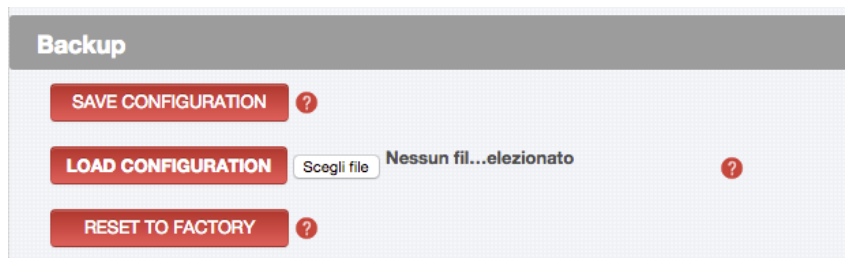 Backup
SAVE CONFIGURATION ?
LOAD CONFIGURATION Scegli file Nessun fil...elezionato ?
RESET TO FACTORY ?